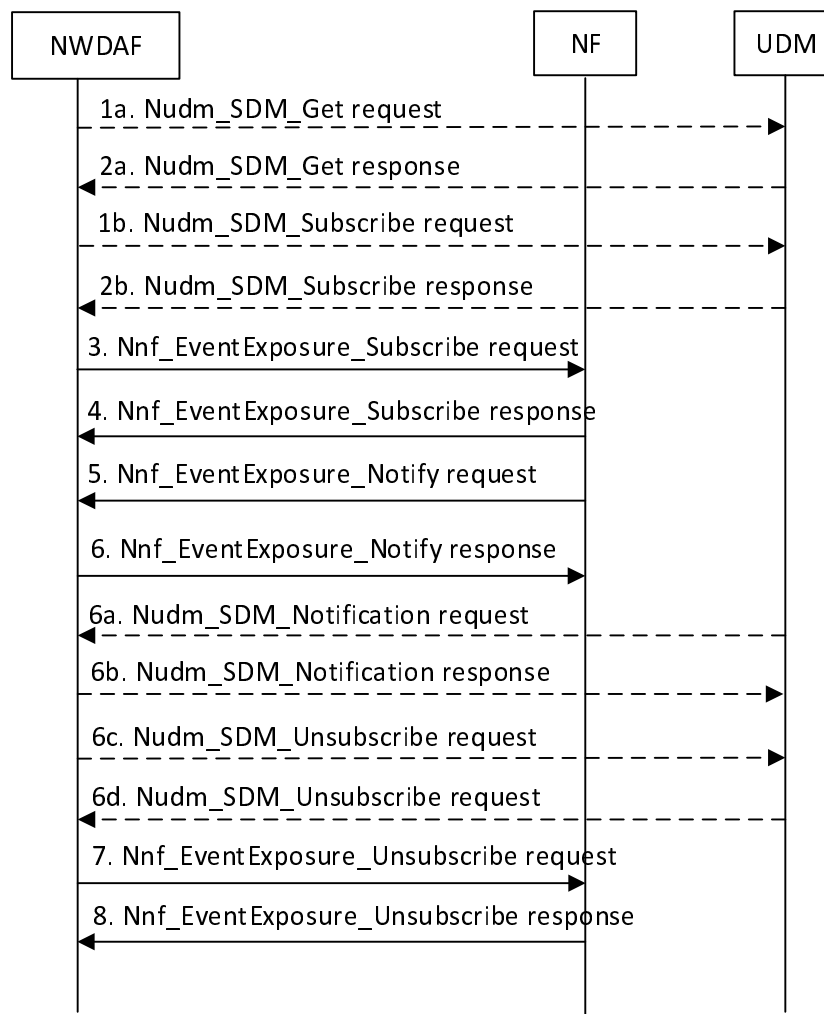 NWDAF
NF
UDM
1a. Nudm_SDM_Get request
2a. Nudm_SDM_Get response
1b. Nudm_SDM_Subscribe request
2b. Nudm_SDM_Subscribe response
3. Nnf_EventExposure_Subscribe request
4. Nnf_EventExposure_Subscribe response
5. Nnf_EventExposure_Notify request
6. Nnf_EventExposure_Notify response
6a. Nudm_SDM_Notification request
6b. Nudm_SDM_Notification response
6c. Nudm_SDM_Unsubscribe request
6d. Nudm_SDM_Unsubscribe request
7. Nnf_EventExposure_Unsubscribe request
8. Nnf_EventExposure_Unsubscribe response